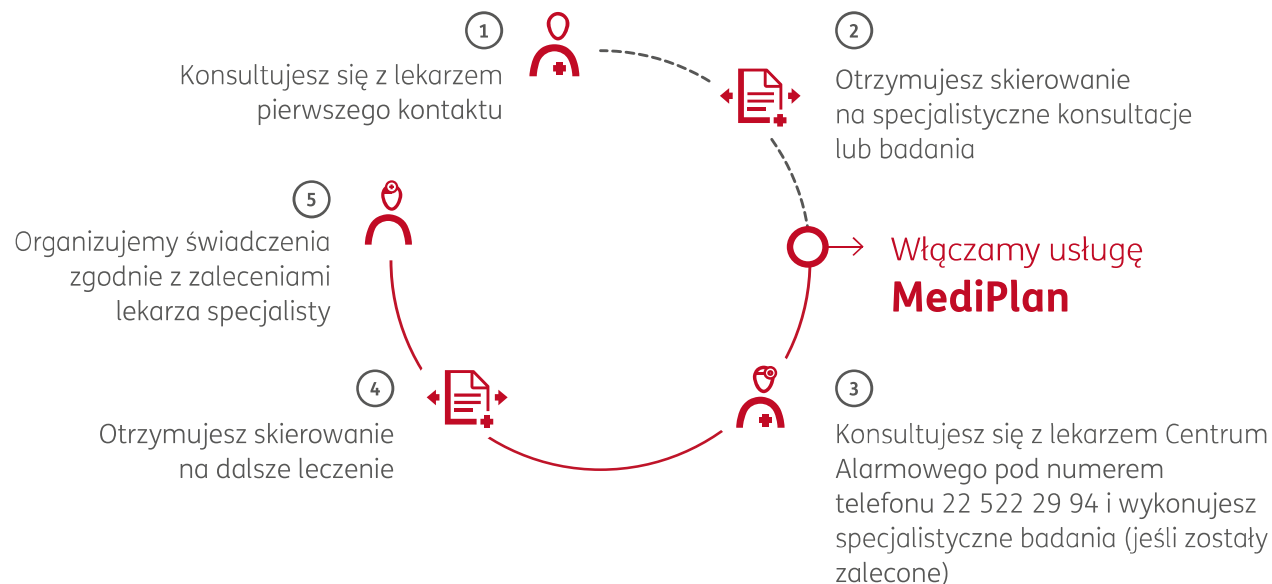 1
Konsultujesz się z lekarzem
pierwszego kontaktu
2
Otrzymujesz skierowanie
na specjalistyczne konsultacje
lub badania
Włączamy usługę
MediPlan
3
Konsultujesz się z lekarzem Centrum
Alarmowego pod numerem
telefonu 22 522 29 94 i wykonujesz
specjalistyczne badania (jeśli zostały
zalecone)
4
Otrzymujesz skierowanie
na dalsze leczenie
5
Organizujemy świadczenia
zgodnie z zaleceniami
lekarza specjalisty